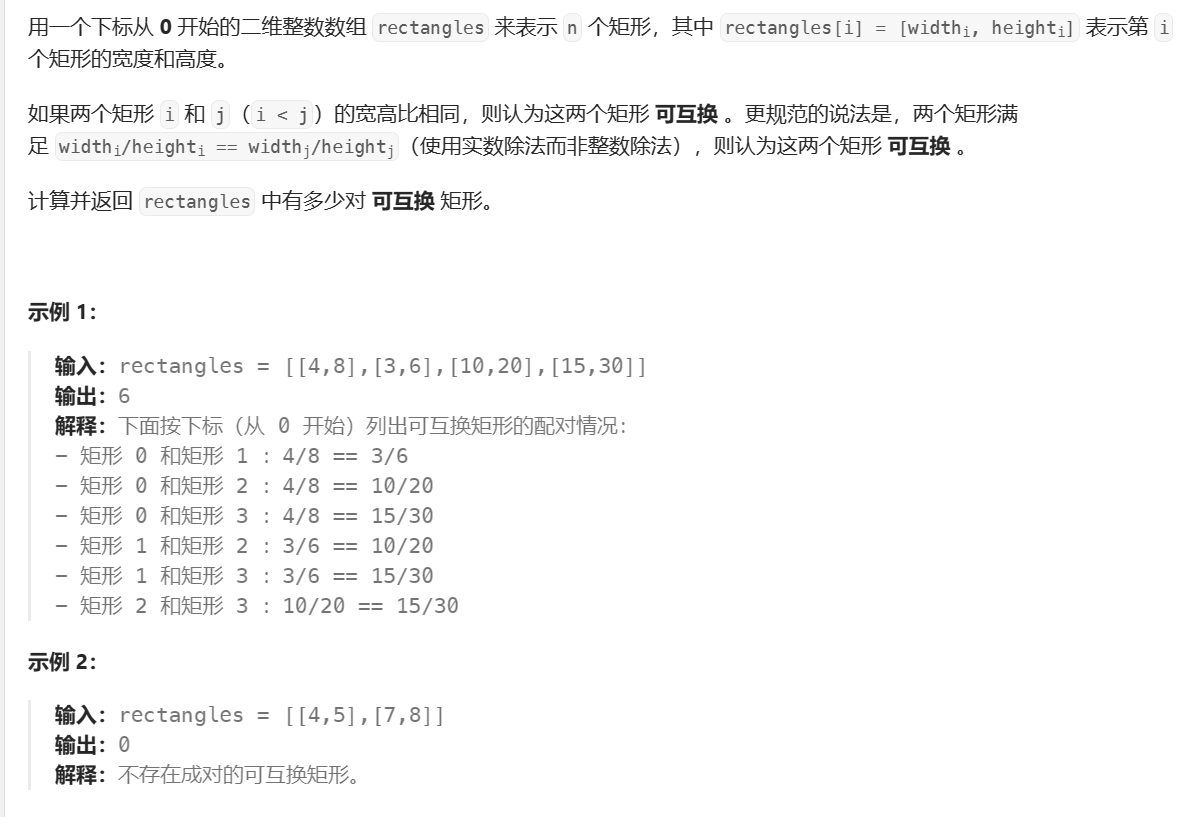 用一个下标从 0 开始的二维整数数组 rectangles 来表示 n 个矩形，其中 rectangles[i] = [widthᵢ, heightᵢ] 表示第 i
个矩形的宽度和高度。
如果两个矩形 i 和 j（i < j）的宽高比相同，则认为这两个矩形 可互换 。更规范的说法是，两个矩形满
足 widthᵢ/heightᵢ == widthⱼ/heightⱼ（使用实数除法而非整数除法），则认为这两个矩形 可互换 。
计算并返回 rectangles 中有多少对 可互换 矩形。
示例 1：
输入：rectangles = [[4,8],[3,6],[10,20],[15,30]]
输出：6
解释：下面按下标（从 0 开始）列出可互换矩形的配对情况：
- 矩形 0 和矩形 1 ：4/8 == 3/6
- 矩形 0 和矩形 2 ：4/8 == 10/20
- 矩形 0 和矩形 3 ：4/8 == 15/30
- 矩形 1 和矩形 2 ：3/6 == 10/20
- 矩形 1 和矩形 3 ：3/6 == 15/30
- 矩形 2 和矩形 3 ：10/20 == 15/30
示例 2：
输入：rectangles = [[4,5],[7,8]]
输出：0
解释：不存在成对的可互换矩形。